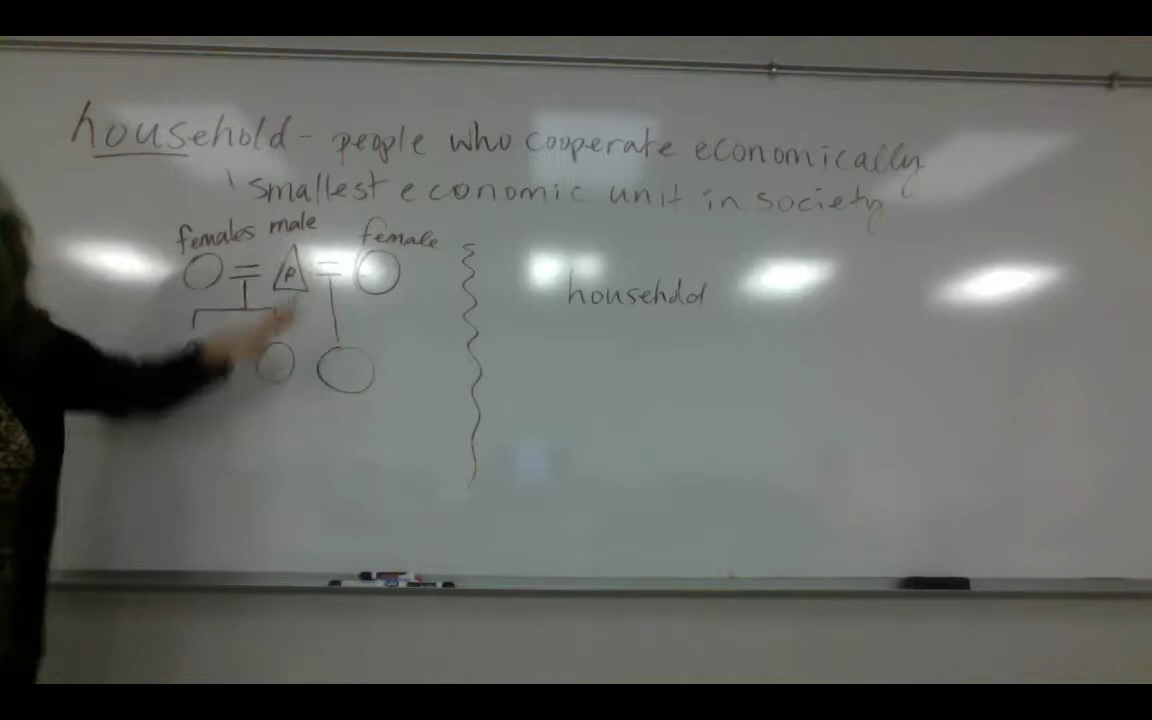 household - people who cooperate economically
smallest economic unit in society
females male female
household